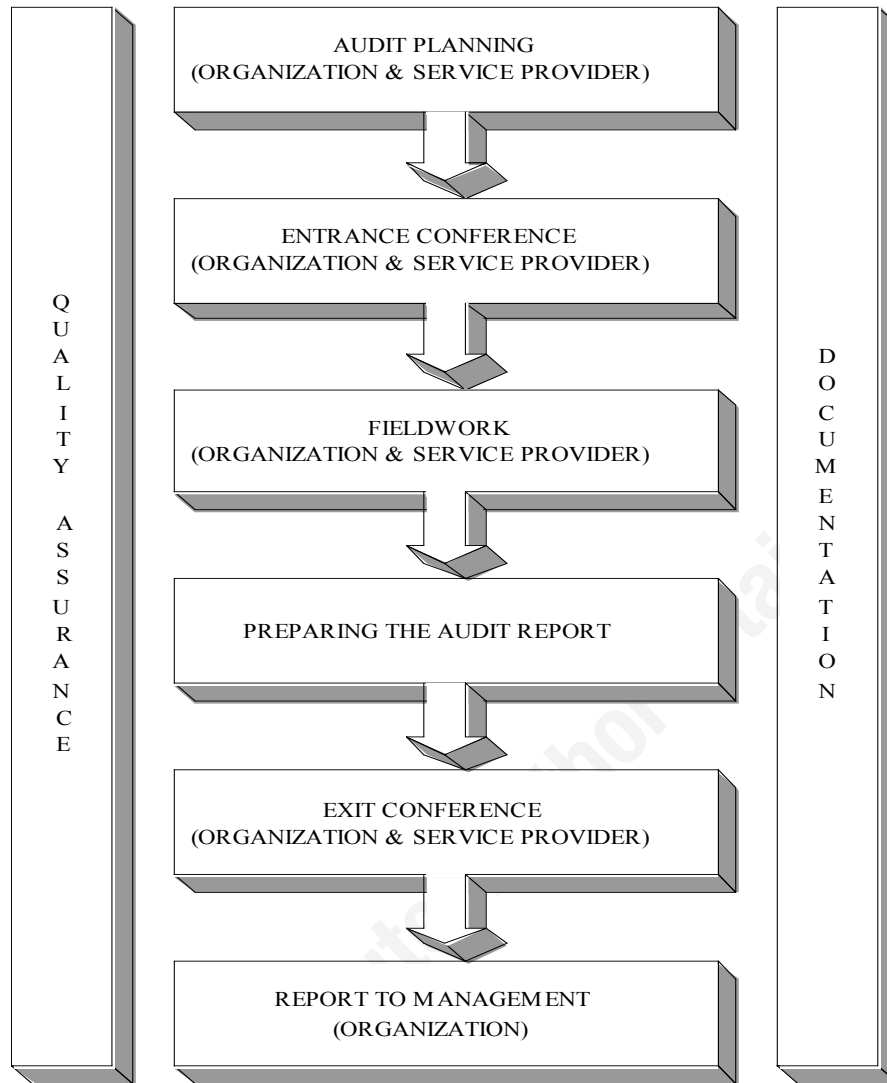 QUALITY ASSURANCE
AUDIT PLANNING
(ORGANIZATION & SERVICE PROVIDER)
ENTRANCE CONFERENCE
(ORGANIZATION & SERVICE PROVIDER)
FIELDWORK
(ORGANIZATION & SERVICE PROVIDER)
PREPARING THE AUDIT REPORT
EXIT CONFERENCE
(ORGANIZATION & SERVICE PROVIDER)
REPORT TO MANAGEMENT
(ORGANIZATION)
DOCUMENTATION